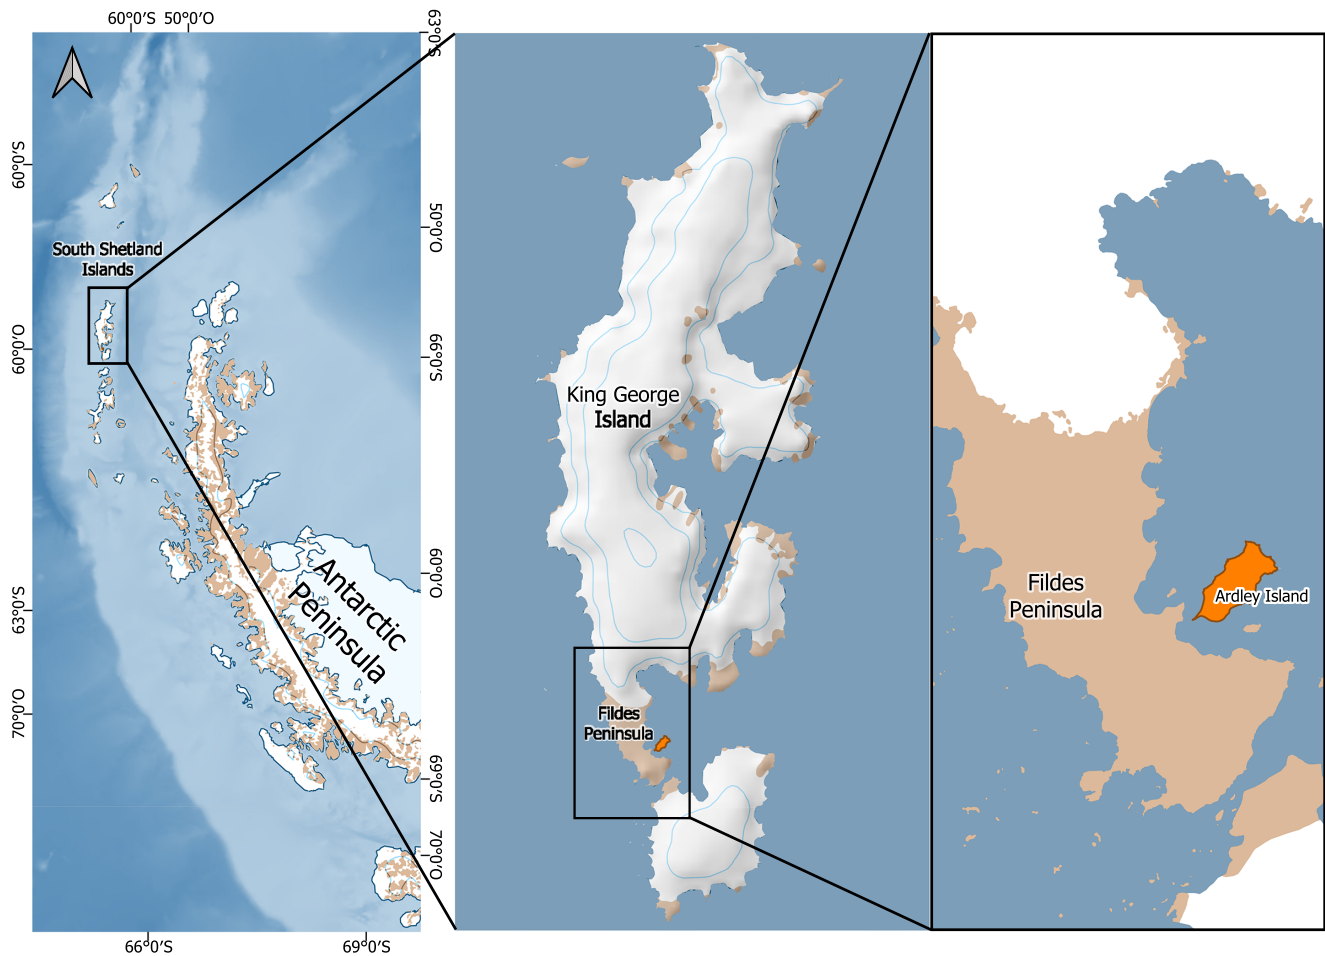 60°0′S 50°0′O
63°0′S
60°0′S
50°0′O
South Shetland
Islands
60°0′O
66°0′S
60°0′O
63°0′S
Antarctic
Peninsula
70°0′O
69°0′S
70°0′O
66°0′S
69°0′S
King George
Island
Fildes
Peninsula
Fildes
Peninsula
Ardley Island